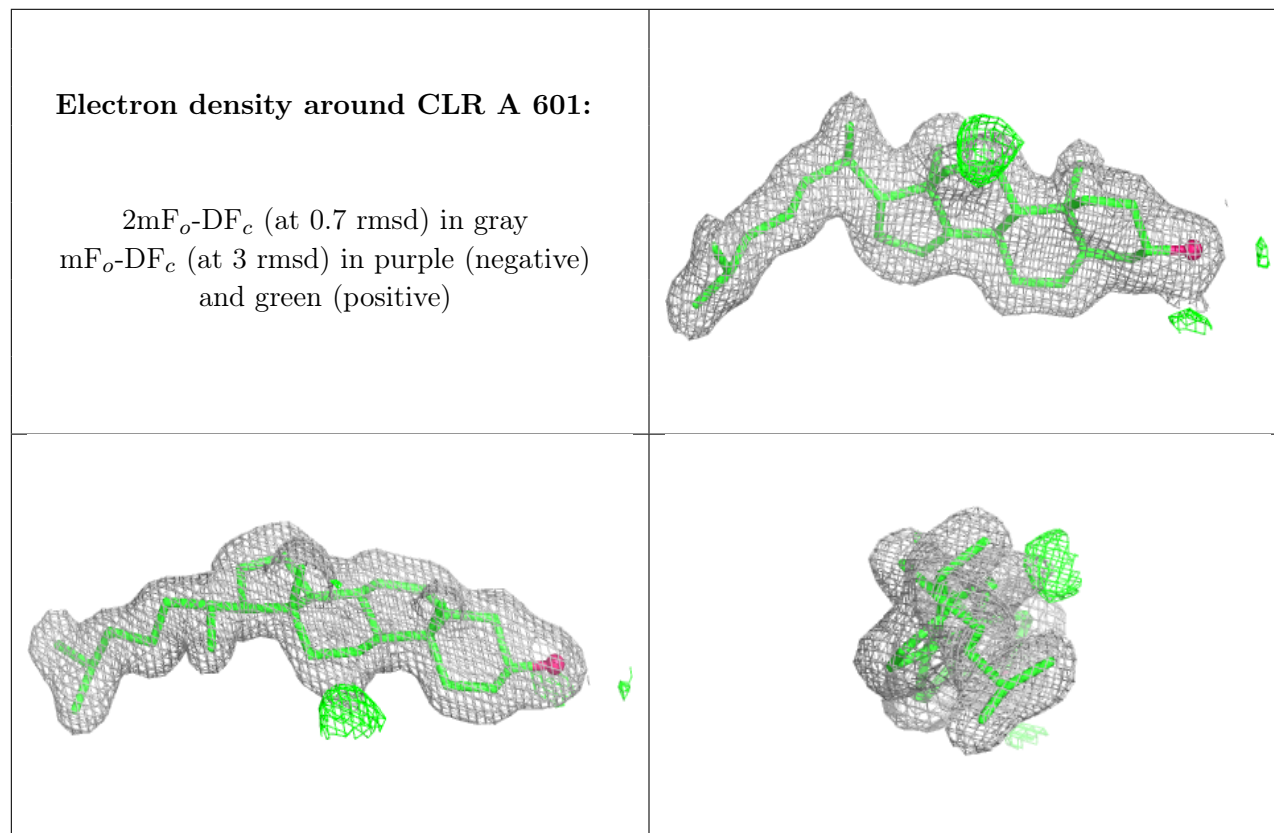 Electron density around CLR A 601:
2mFo-DFc (at 0.7 rmsd) in gray
mFo-DFc (at 3 rmsd) in purple (negative)
and green (positive)